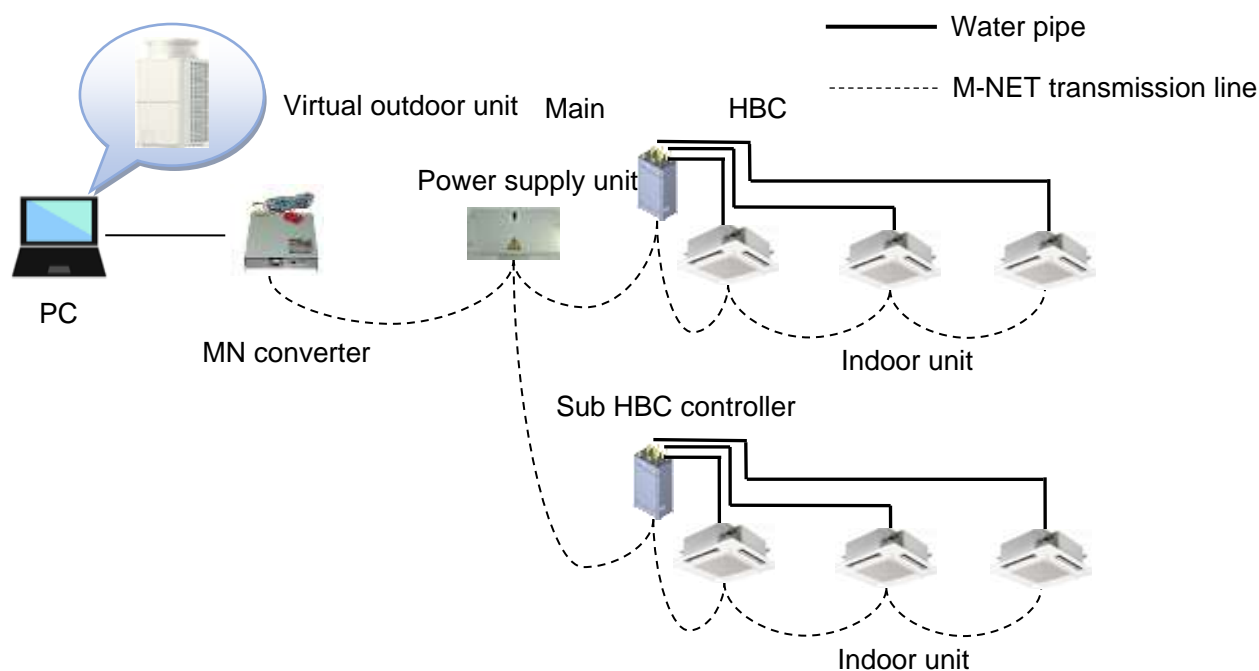 Water pipe
M-NET transmission line
Virtual outdoor unit
Main HBC
Power supply unit
PC
MN converter
Indoor unit
Sub HBC controller
Indoor unit